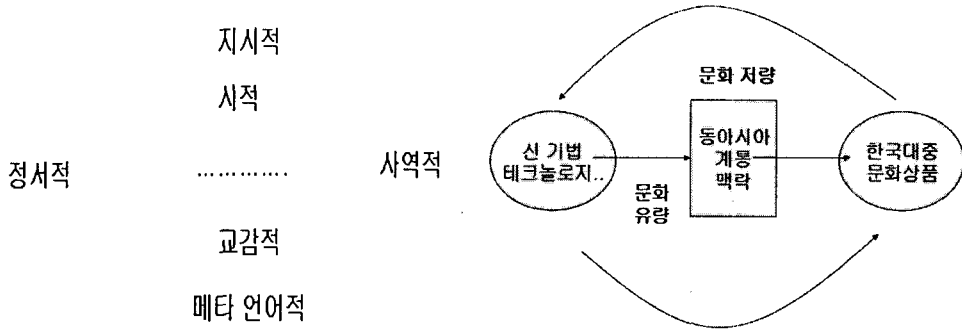 지시적
시적
정서적 ............. 사역적
교감적
메타 언어적
문화 저량
신 기법
테크놀로지..
동아시아
계몽
맥락
한국대중
문화상품
문화
유량